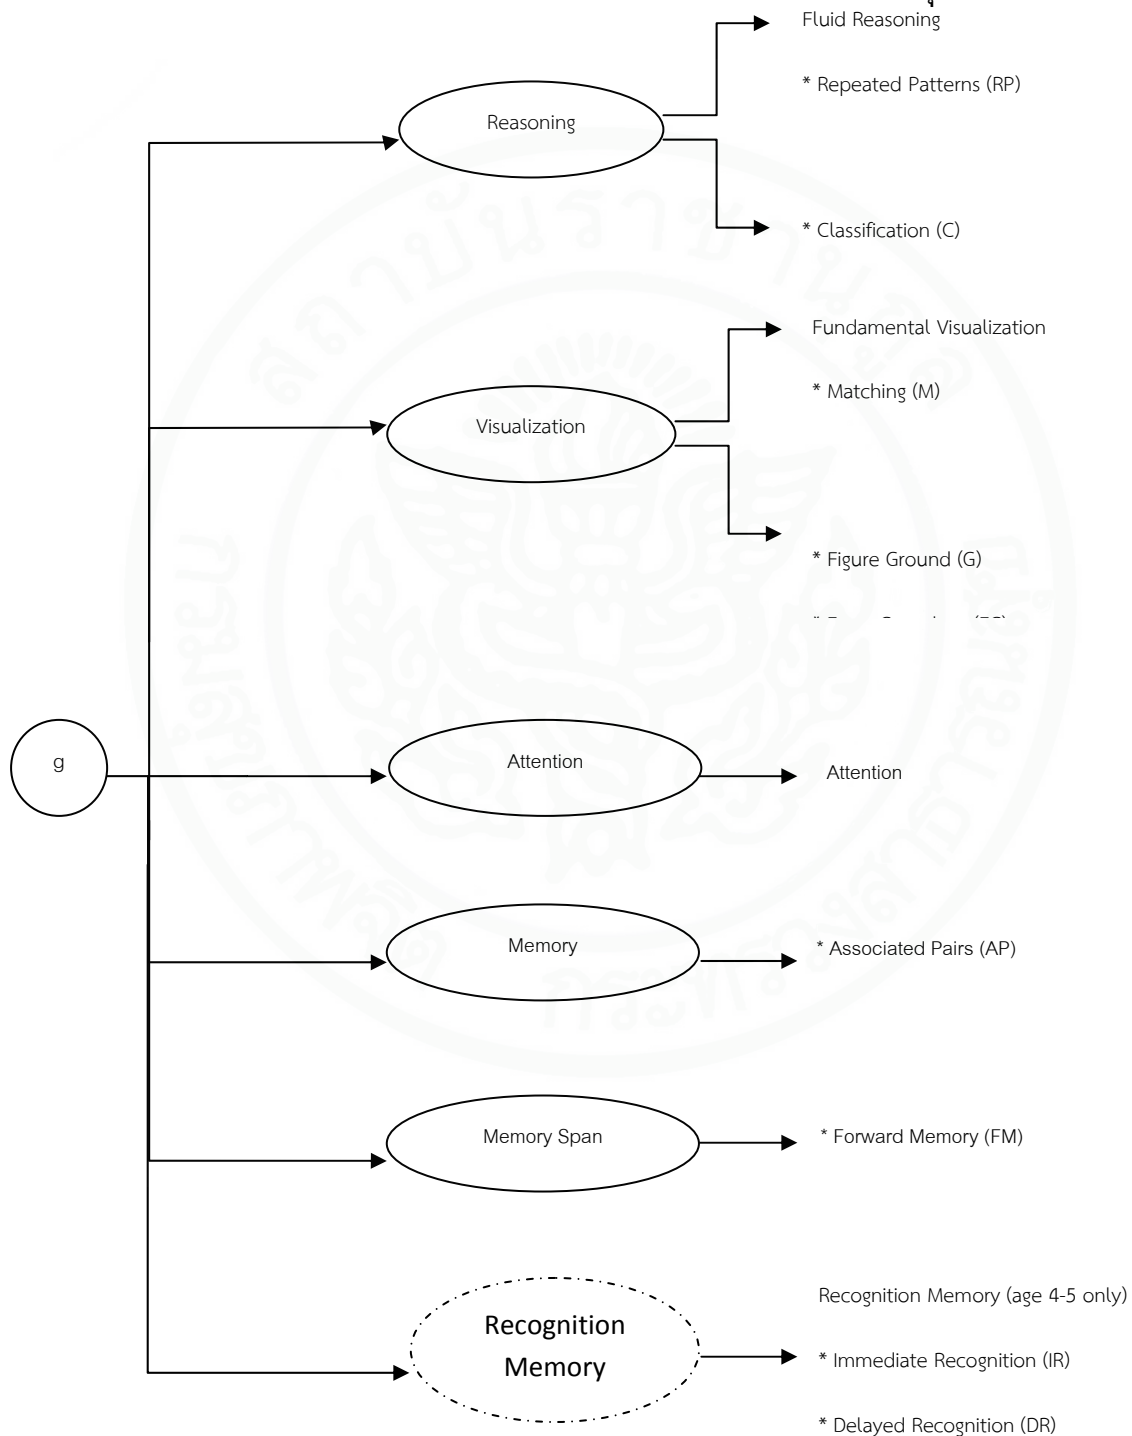 Fluid Reasoning
* Repeated Patterns (RP)
Reasoning
* Classification (C)
Fundamental Visualization
* Matching (M)
Visualization
* Figure Ground (G)
g
Attention
Attention
Memory
* Associated Pairs (AP)
Memory Span
* Forward Memory (FM)
Recognition Memory (age 4-5 only)
Recognition
Memory
* Immediate Recognition (IR)
* Delayed Recognition (DR)